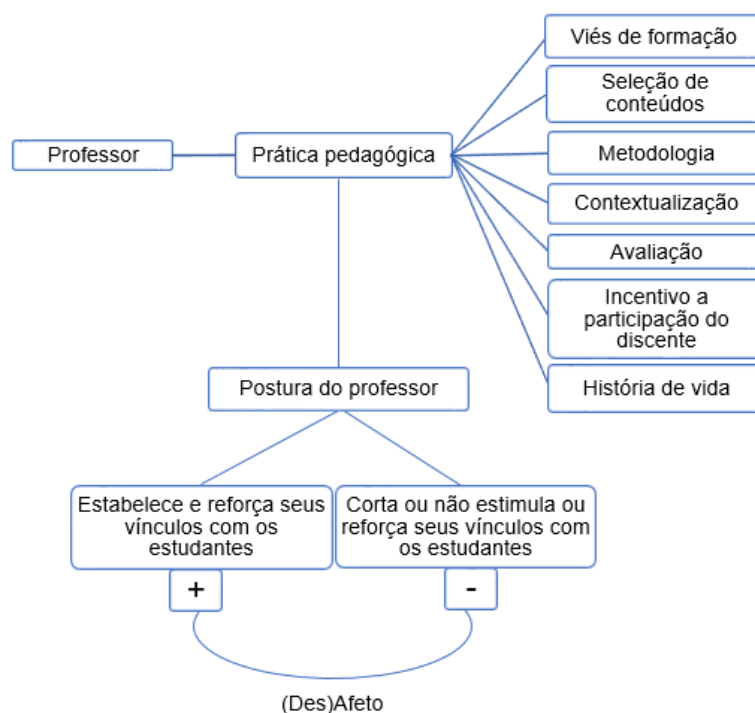 Viés de formação
Seleção de
conteúdos
Professor
Prática pedagógica
Metodologia
Contextualização
Avaliação
Incentivo a
participação do
discente
História de vida
Postura do professor
Estabelece e reforça seus
vínculos com os
estudantes
Corta ou não estimula ou
reforça seus vínculos com
os estudantes
+
-
(Des)Afeto